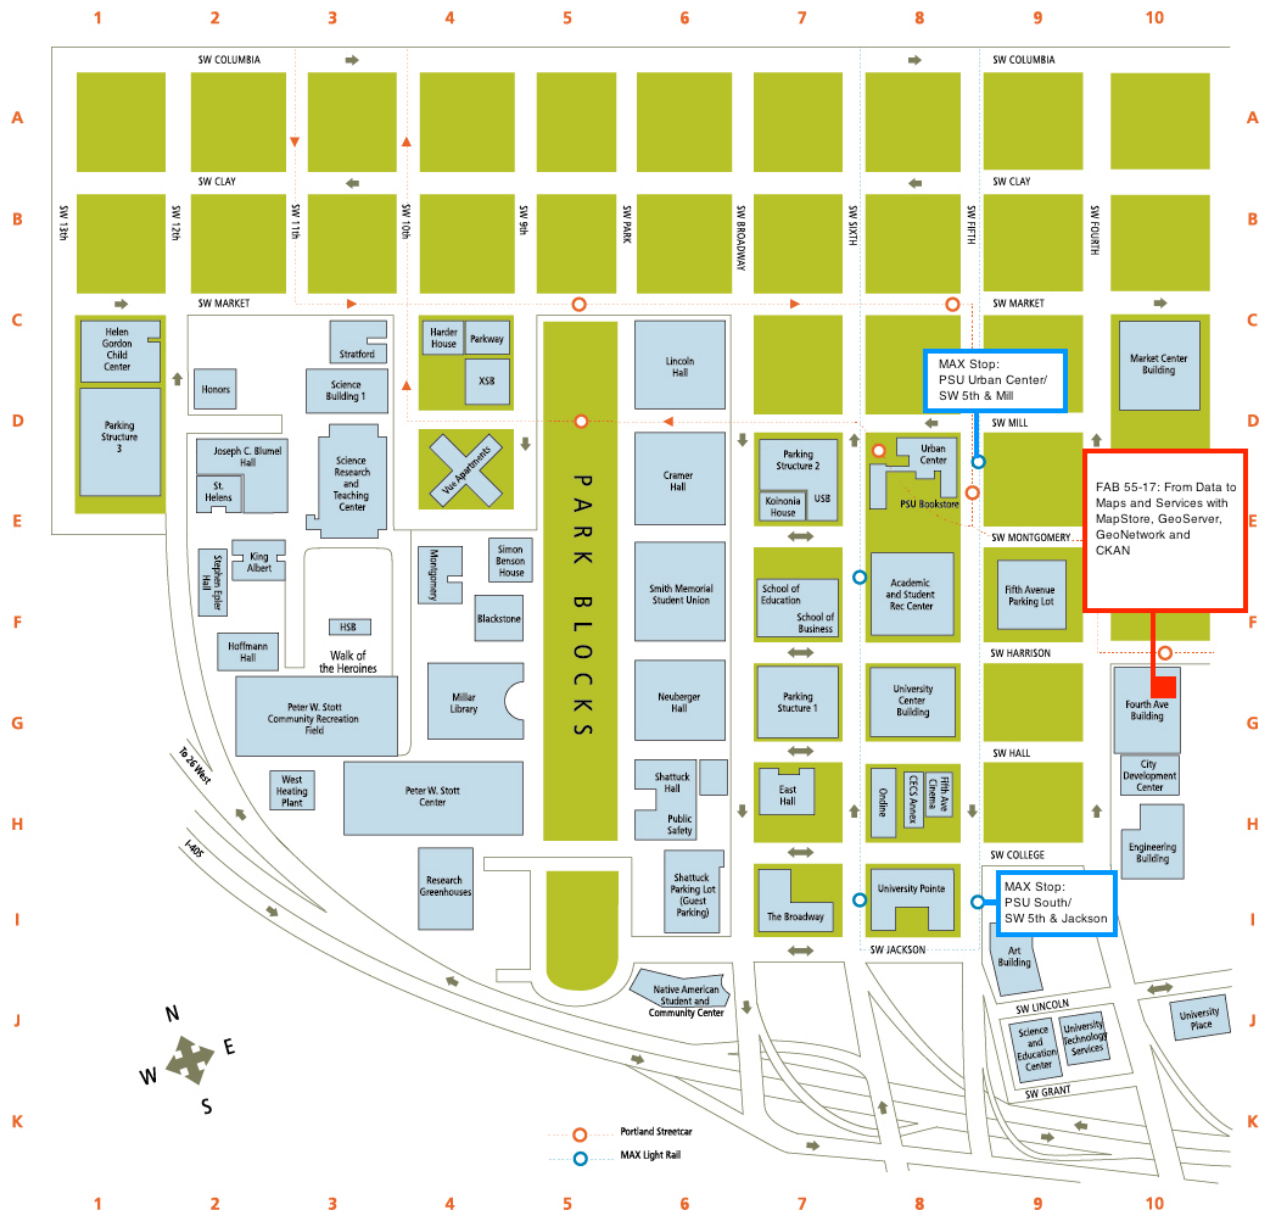 1 2 3 4 5 6 7 8 9 10
SW COLUMBIA
SW COLUMBIA
A
A
SW CLAY
SW CLAY
B
B
SW 13th
SW 12th
SW 11th
SW 10th
SW 9th
SW PARK
SW BROADWAY
SW SIXTH
SW FIFTH
SW FOURTH
SW MARKET
SW MARKET
C
C
Helen
Gordon
Child
Center
Stratford
Harder
House
Parkway
XSB
Lincoln
Hall
Market Center
Building
MAX Stop:
PSU Urban Center/
SW 5th & Mill
Honors
Science
Building 1
D
D
SW MILL
Parking
Structure
3
Joseph C. Blumel
Hall
St.
Helens
Science
Research
and
Teaching
Center
Vue Apartments
PARK BLOCKS
Cramer
Hall
Parking
Structure 2
Koinonia
House
USB
Urban
Center
PSU Bookstore
FAB 55-17: From Data to
Maps and Services with
MapStore, GeoServer,
GeoNetwork and
CKAN
E
E
SW MONTGOMERY
Stephen Epler
Hall
King
Albert
Montgomery
Simon
Benson
House
Blackstone
Smith Memorial
Student Union
School of
Education
School of
Business
Academic
and Student
Rec Center
Fifth Avenue
Parking Lot
F
F
Hoffmann
Hall
HSB
Walk of
the Heroines
SW HARRISON
Peter W. Stott
Community Recreation
Field
Millar
Library
Neuberger
Hall
Parking
Stucture 1
University
Center
Building
Fourth Ave
Building
G
G
To 26 West
SW HALL
West
Heating
Plant
Peter W. Stott
Center
Shattuck
Hall
Public
Safety
East
Hall
Ondine
CECS Annex
Fifth Ave
Cinema
City
Development
Center
H
H
I-405
Engineering
Building
SW COLLEGE
Research
Greenhouses
Shattuck
Parking Lot
(Guest
Parking)
The Broadway
University Pointe
MAX Stop:
PSU South/
SW 5th & Jackson
I
I
SW JACKSON
Art
Building
Native American
Student and
Community Center
SW LINCOLN
Science
and
Education
Center
University
Technology
Services
University
Place
J
J
N
E
W
S
SW GRANT
K
K
Portland Streetcar
MAX Light Rail
1 2 3 4 5 6 7 8 9 10